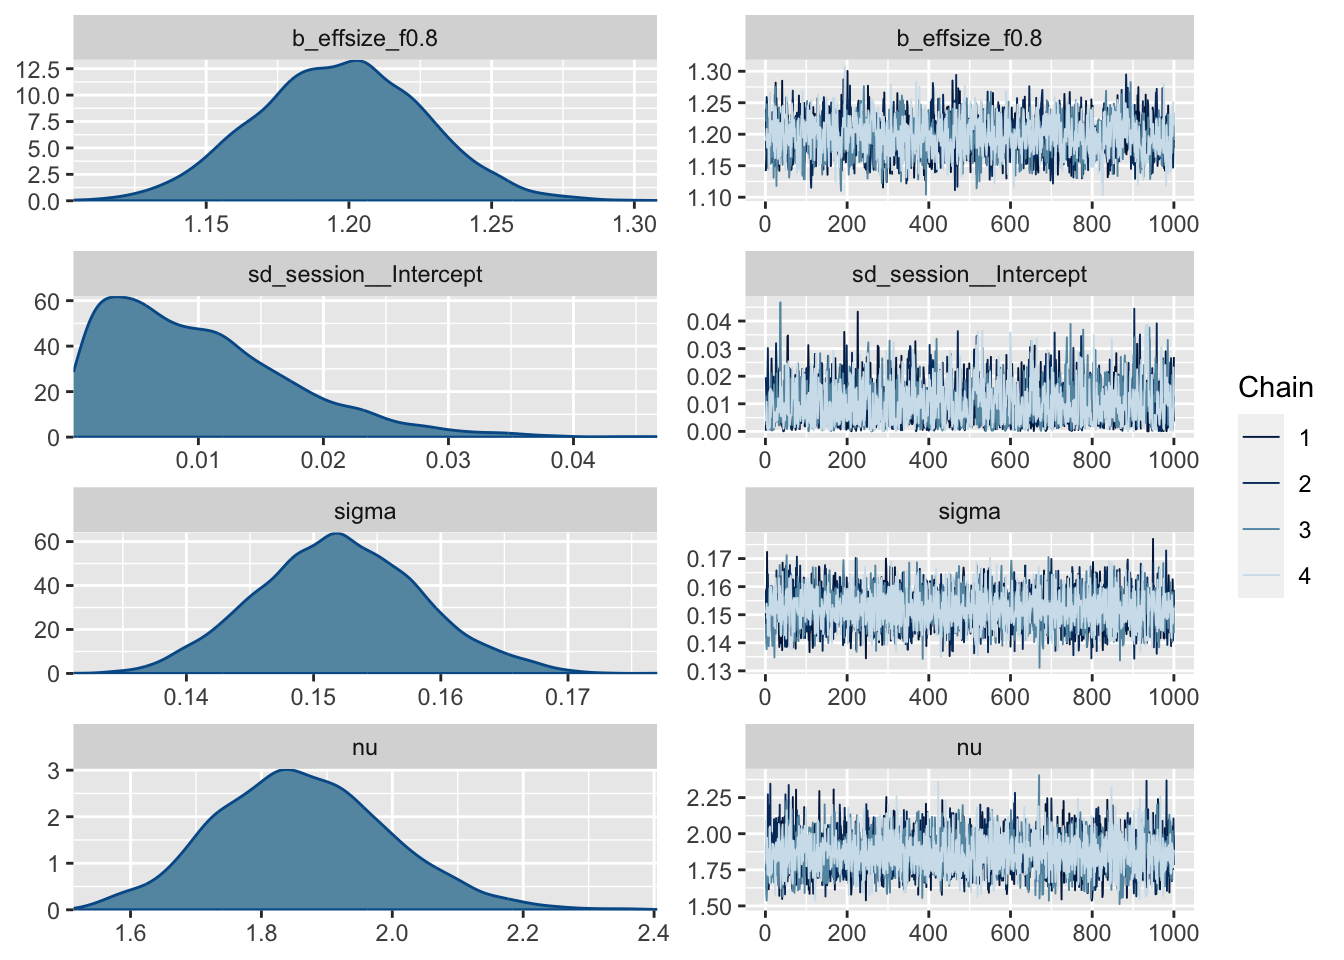 b_effsize_f0.8
12.5
10.0
7.5
5.0
2.5
0.0
1.15 1.20 1.25 1.30
b_effsize_f0.8
1.30
1.25
1.20
1.15
1.10
0 200 400 600 800 1000
sd_session__Intercept
60
40
20
0
0.01 0.02 0.03 0.04
sd_session__Intercept
0.04
0.03
0.02
0.01
0.00
0 200 400 600 800 1000
sigma
60
40
20
0
0.14 0.15 0.16 0.17
sigma
0.17
0.16
0.15
0.14
0.13
0 200 400 600 800 1000
nu
3
2
1
0
1.6 1.8 2.0 2.2 2.4
nu
2.25
2.00
1.75
1.50
0 200 400 600 800 1000
Chain
1
2
3
4